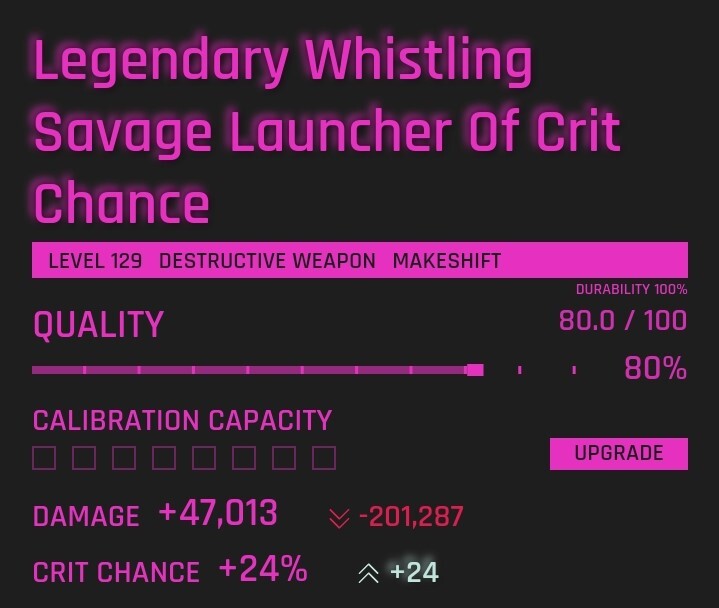 Legendary Whistling
Savage Launcher Of Crit
Chance
LEVEL 129 DESTRUCTIVE WEAPON MAKESHIFT
DURABILITY 100%
QUALITY 80.0 / 100
80%
CALIBRATION CAPACITY
UPGRADE
DAMAGE +47,013 -201,287
CRIT CHANCE +24% +24